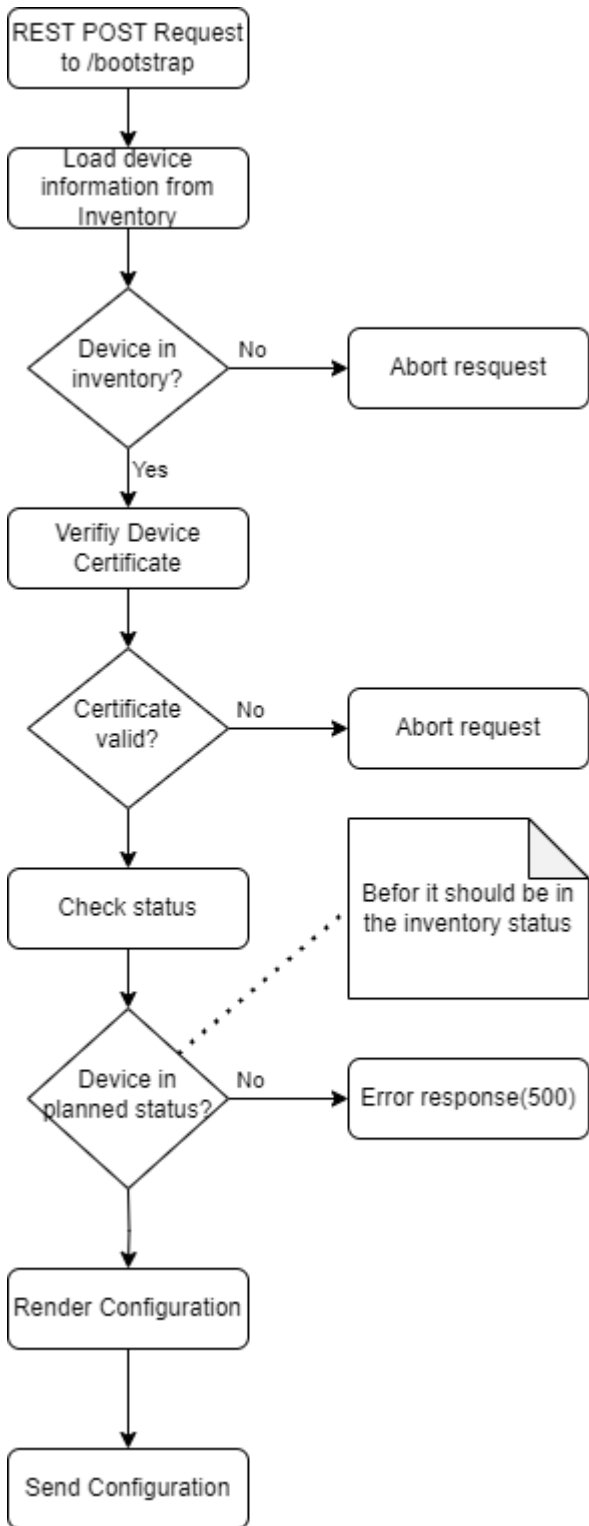 REST POST Request
to /bootstrap
Load device
information from
Inventory
Device in
inventory?
No
Abort resquest
Yes
Verifiy Device
Certificate
Certificate
valid?
No
Abort request
Check status
Befor it should be in
the inventory status
Device in
planned status?
No
Error response(500)
Render Configuration
Send Configuration